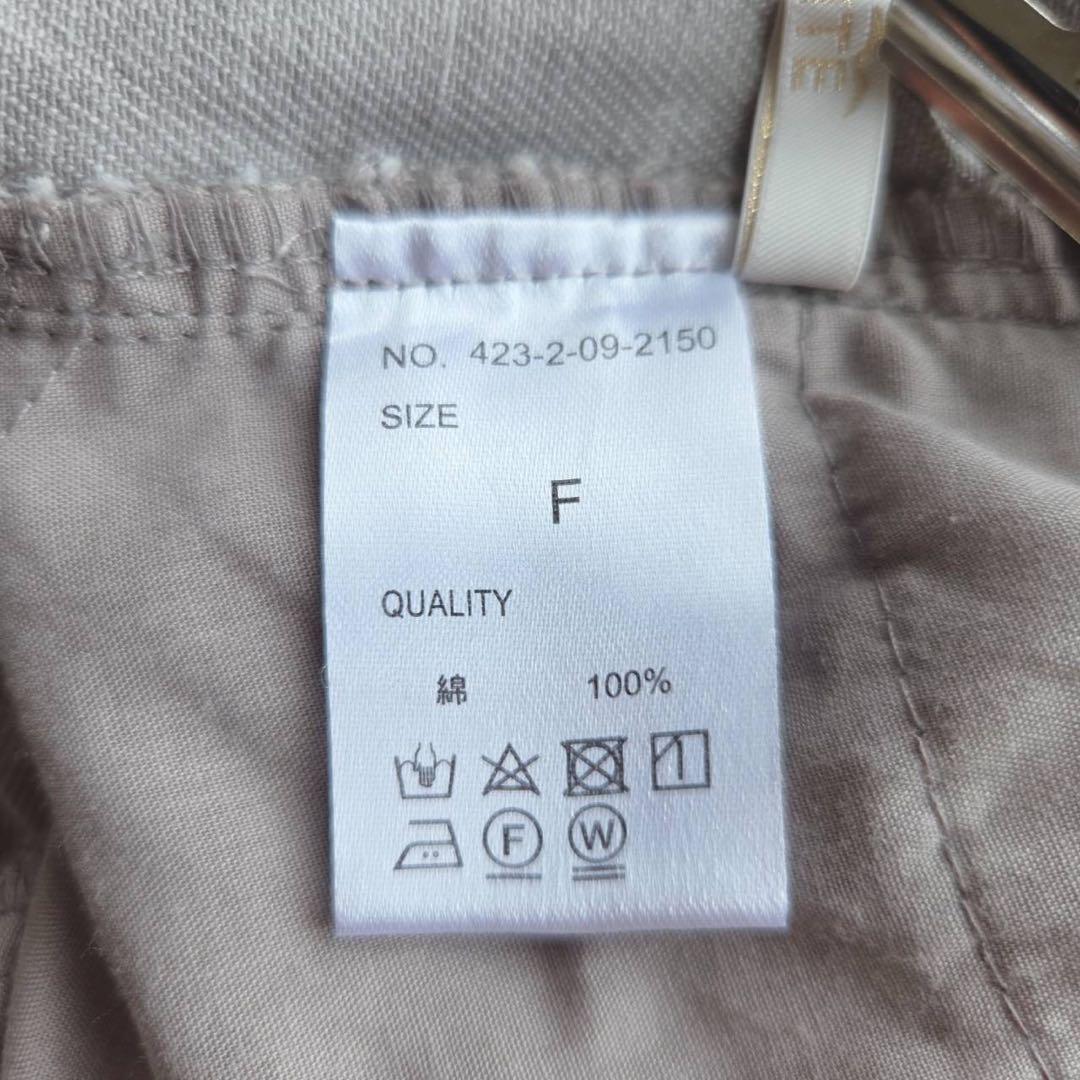 NO. 423-2-09-2150
SIZE
F
QUALITY
綿 100%
F W